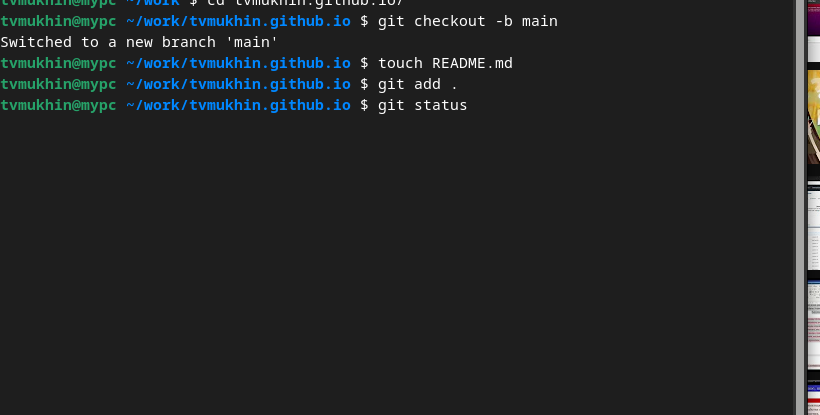 tvmukhin@mypc ~/work $ cd tvmukhin.github.io/
tvmukhin@mypc ~/work/tvmukhin.github.io $ git checkout -b main
Switched to a new branch 'main'
tvmukhin@mypc ~/work/tvmukhin.github.io $ touch README.md
tvmukhin@mypc ~/work/tvmukhin.github.io $ git add .
tvmukhin@mypc ~/work/tvmukhin.github.io $ git status